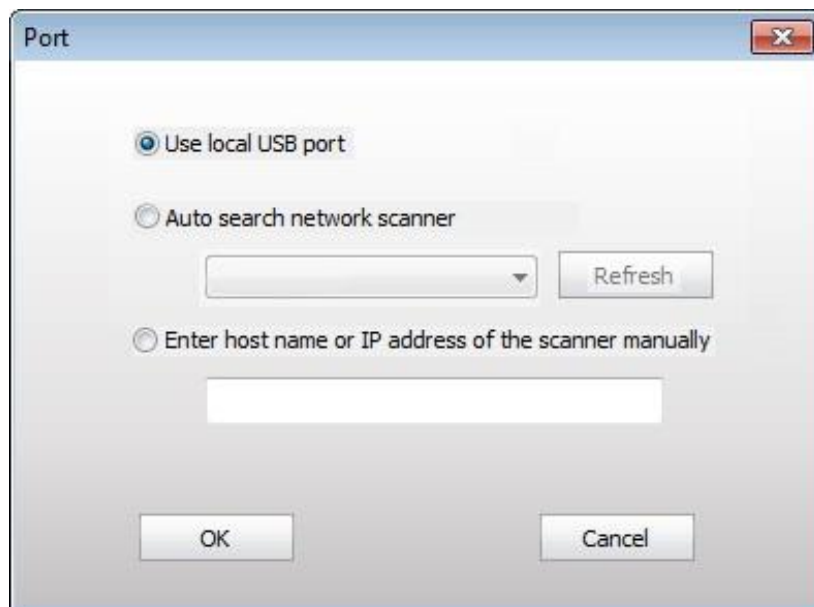 Port
Use local USB port
Auto search network scanner
Refresh
Enter host name or IP address of the scanner manually
OK
Cancel